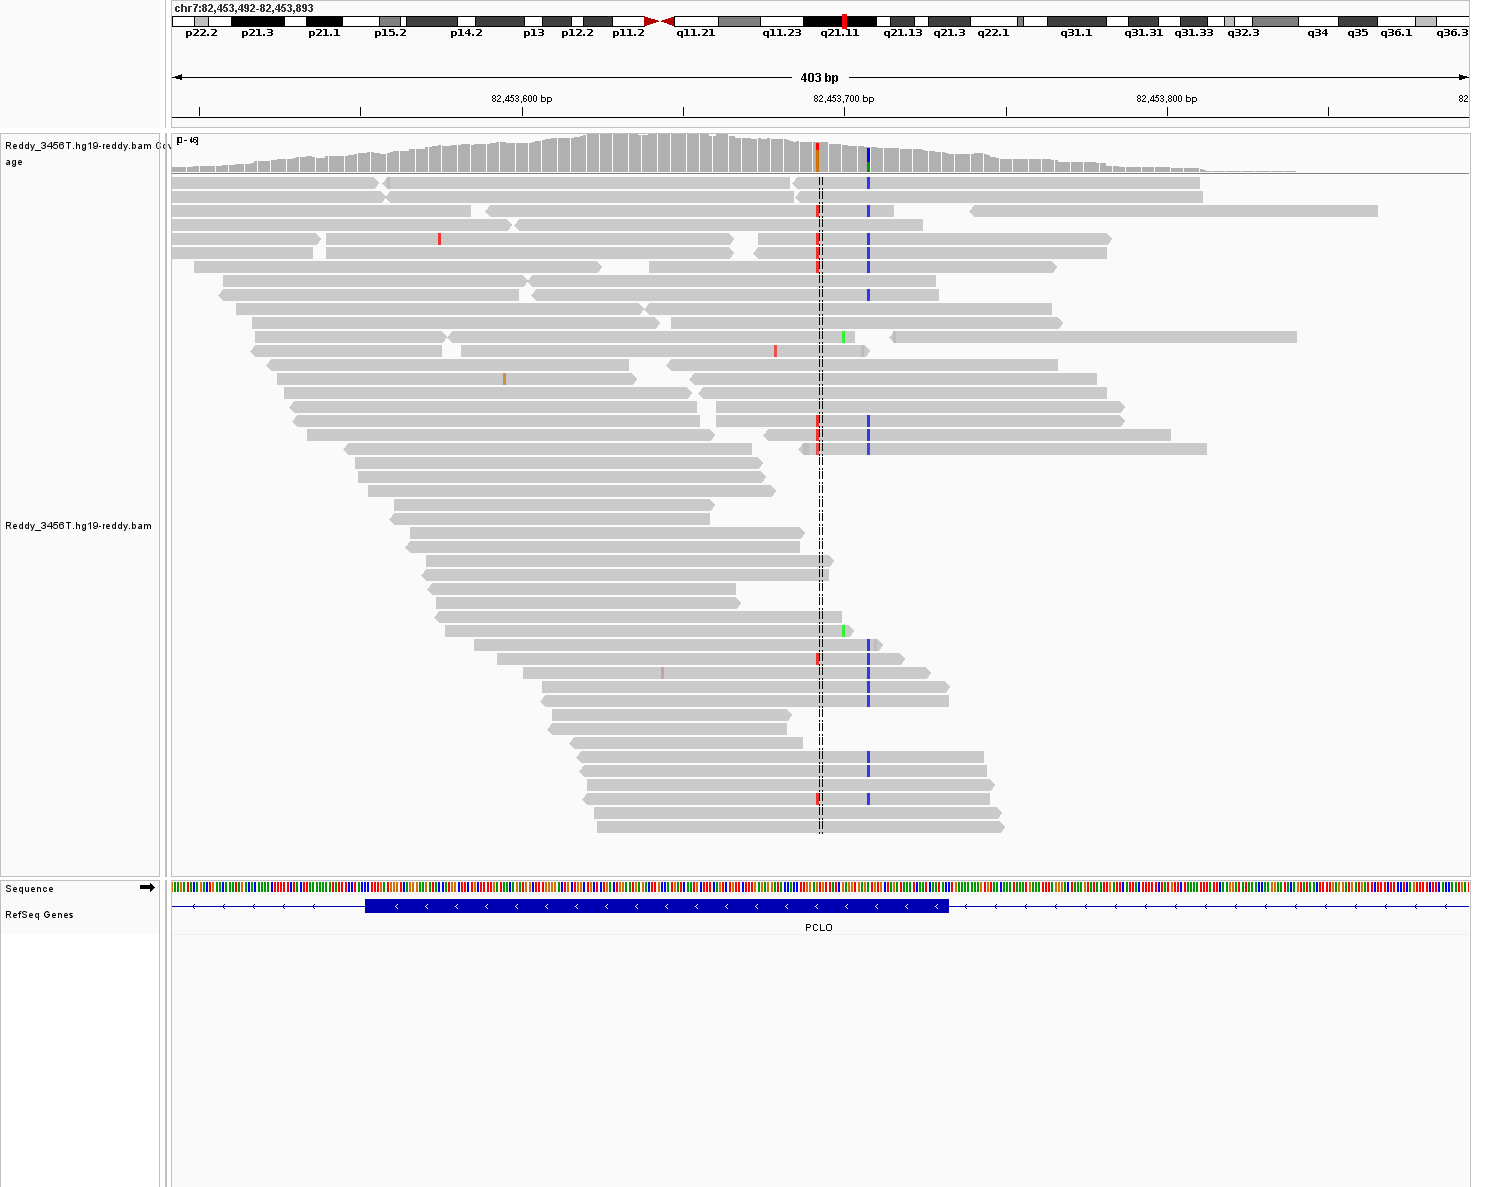 chr7:82,453,492-82,453,893
p22.2 p21.3 p21.1 p15.2 p14.2 p13 p12.2 p11.2 q11.21 q11.23 q21.11 q21.13 q21.3 q22.1 q31.1 q31.31 q31.33 q32.3 q34 q35 q36.1 q36.3
403 bp
82,453,600 bp 82,453,700 bp 82,453,800 bp 82
Reddy_3456T.hg19-reddy.bam Cov
age
[0 - 46]
Reddy_3456T.hg19-reddy.bam
Sequence
RefSeq Genes
PCLO